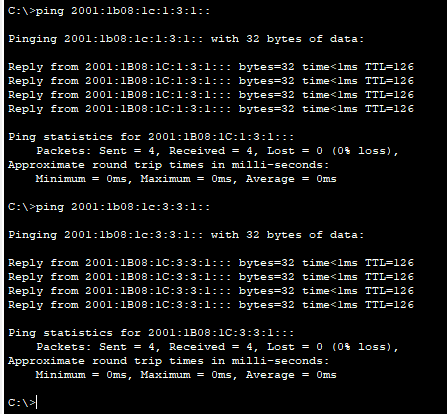 C:\>ping 2001:1b08:1c:1:3:1::
Pinging 2001:1b08:1c:1:3:1:: with 32 bytes of data:
Reply from 2001:1B08:1C:1:3:1::: bytes=32 time<1ms TTL=126
Reply from 2001:1B08:1C:1:3:1::: bytes=32 time<1ms TTL=126
Reply from 2001:1B08:1C:1:3:1::: bytes=32 time<1ms TTL=126
Reply from 2001:1B08:1C:1:3:1::: bytes=32 time<1ms TTL=126
Ping statistics for 2001:1B08:1C:1:3:1:::
Packets: Sent = 4, Received = 4, Lost = 0 (0% loss),
Approximate round trip times in milli-seconds:
Minimum = 0ms, Maximum = 0ms, Average = 0ms
C:\>ping 2001:1b08:1c:3:3:1::
Pinging 2001:1b08:1c:3:3:1:: with 32 bytes of data:
Reply from 2001:1B08:1C:3:3:1::: bytes=32 time<1ms TTL=126
Reply from 2001:1B08:1C:3:3:1::: bytes=32 time<1ms TTL=126
Reply from 2001:1B08:1C:3:3:1::: bytes=32 time<1ms TTL=126
Reply from 2001:1B08:1C:3:3:1::: bytes=32 time<1ms TTL=126
Ping statistics for 2001:1B08:1C:3:3:1:::
Packets: Sent = 4, Received = 4, Lost = 0 (0% loss),
Approximate round trip times in milli-seconds:
Minimum = 0ms, Maximum = 0ms, Average = 0ms
C:\>